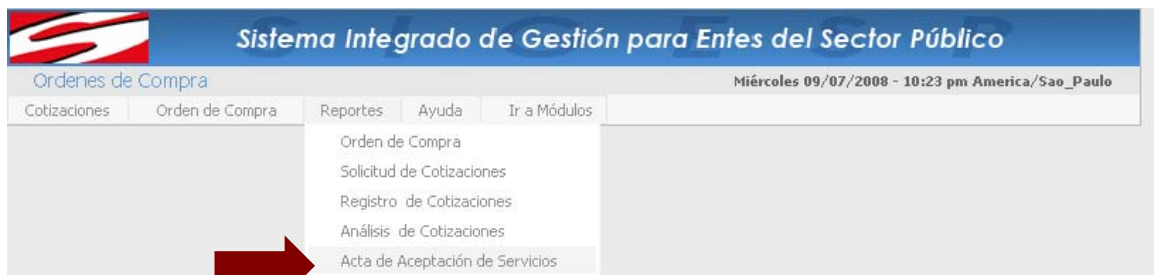 Sistema Integrado de Gestión para Entes del Sector Público
Ordenes de Compra Miércoles 09/07/2008 - 10:23 pm America/Sao_Paulo
Cotizaciones Orden de Compra Reportes Ayuda Ir a Módulos
Orden de Compra
Solicitud de Cotizaciones
Registro de Cotizaciones
Análisis de Cotizaciones
Acta de Aceptación de Servicios